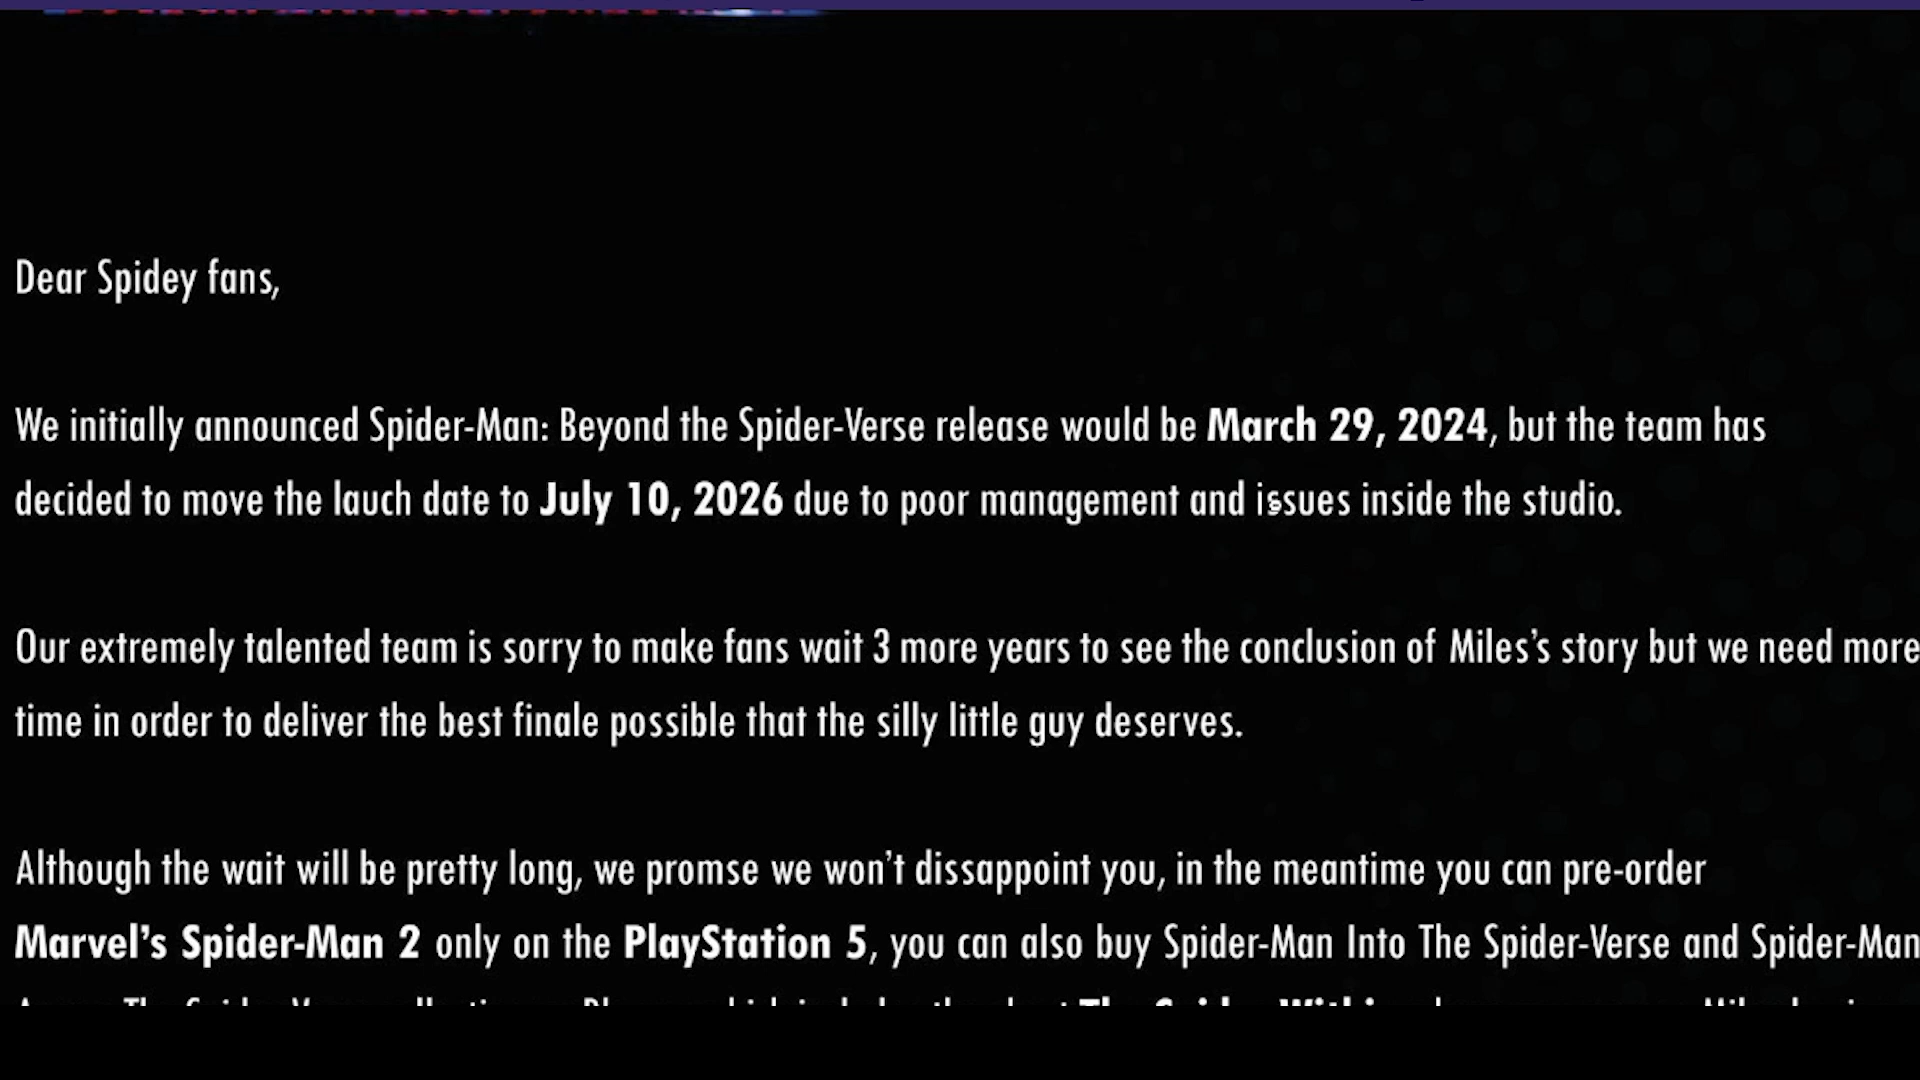 Dear Spidey fans,
We initially announced Spider-Man: Beyond the Spider-Verse release would be March 29, 2024, but the team has
decided to move the lauch date to July 10, 2026 due to poor management and issues inside the studio.
Our extremely talented team is sorry to make fans wait 3 more years to see the conclusion of Miles's story but we need more
time in order to deliver the best finale possible that the silly little guy deserves.
Although the wait will be pretty long, we promse we won't dissappoint you, in the meantime you can pre-order
Marvel's Spider-Man 2 only on the PlayStation 5, you can also buy Spider-Man Into The Spider-Verse and Spider-Man